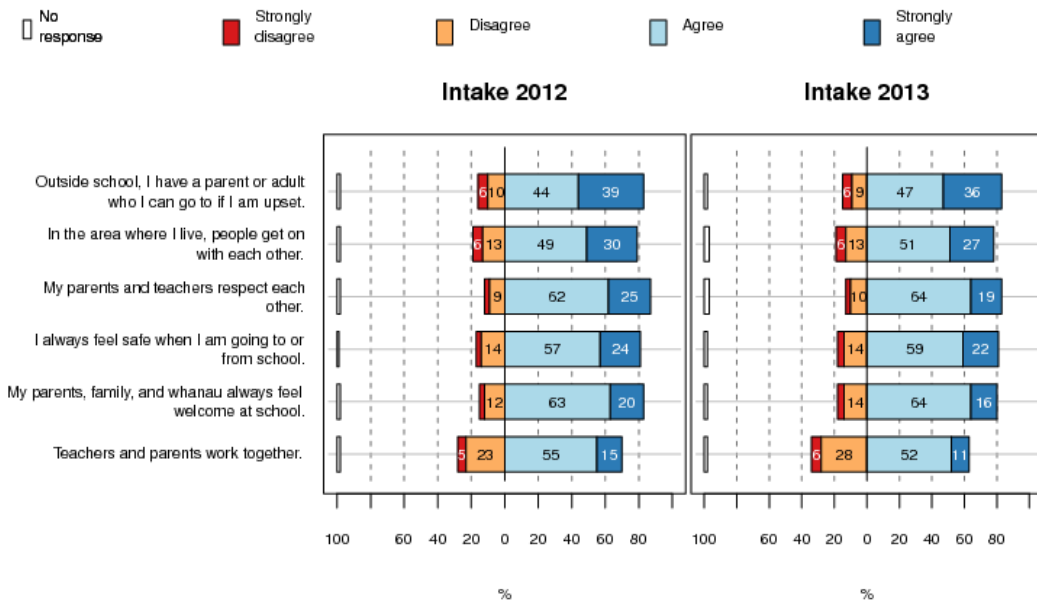 No
response
Strongly
disagree
Disagree
Agree
Strongly
agree
Intake 2012
Intake 2013
Outside school, I have a parent or adult
who I can go to if I am upset.
6 10 44 39
6 9 47 36
In the area where I live, people get on
with each other.
6 13 49 30
6 13 51 27
My parents and teachers respect each
other.
9 62 25
10 64 19
I always feel safe when I am going to or
from school.
14 57 24
14 59 22
My parents, family, and whanau always feel
welcome at school.
12 63 20
14 64 16
Teachers and parents work together.
5 23 55 15
6 28 52 11
100 60 40 20 0 20 40 60 80
100 60 40 20 0 20 40 60 80
%
%